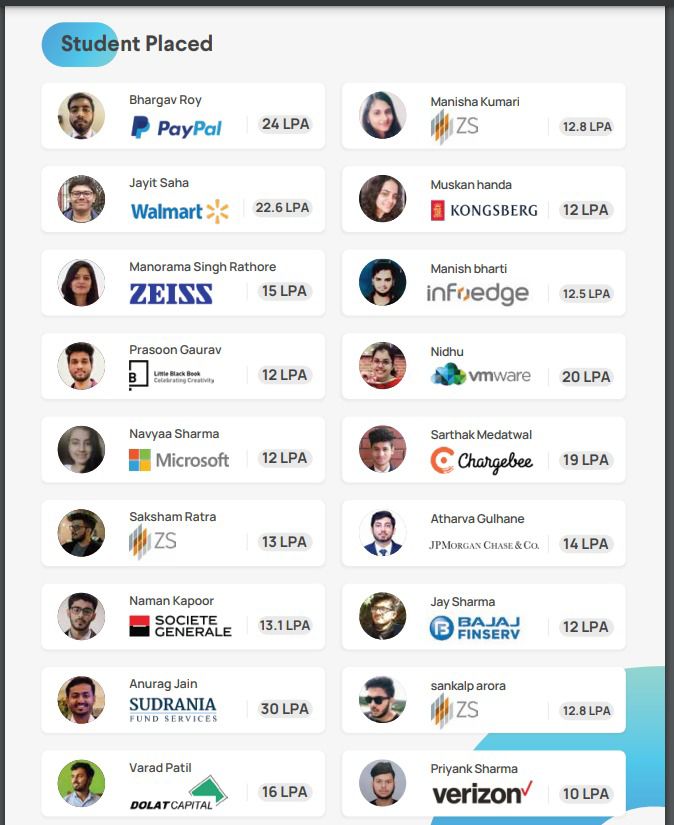 Student Placed
Bhargav Roy
PayPal
24 LPA
Manisha Kumari
ZS
12.8 LPA
Jayit Saha
Walmart
22.6 LPA
Muskan handa
KONGSBERG
12 LPA
Manorama Singh Rathore
ZEISS
15 LPA
Manish bharti
infoedge
12.5 LPA
Prasoon Gaurav
B
Little Black Book
Celebrating Creativity
12 LPA
Nidhu
vmware
20 LPA
Navyaa Sharma
Microsoft
12 LPA
Sarthak Medatwal
Chargebee
19 LPA
Saksham Ratra
ZS
13 LPA
Atharva Gulhane
JPMORGAN CHASE & CO.
14 LPA
Naman Kapoor
SOCIETE
GENERALE
13.1 LPA
Jay Sharma
B
BAJAJ
FINSERV
12 LPA
Anurag Jain
SUDRANIA
FUND SERVICES
30 LPA
sankalp arora
ZS
12.8 LPA
Varad Patil
DOLATCAPITAL
16 LPA
Priyank Sharma
verizon
10 LPA